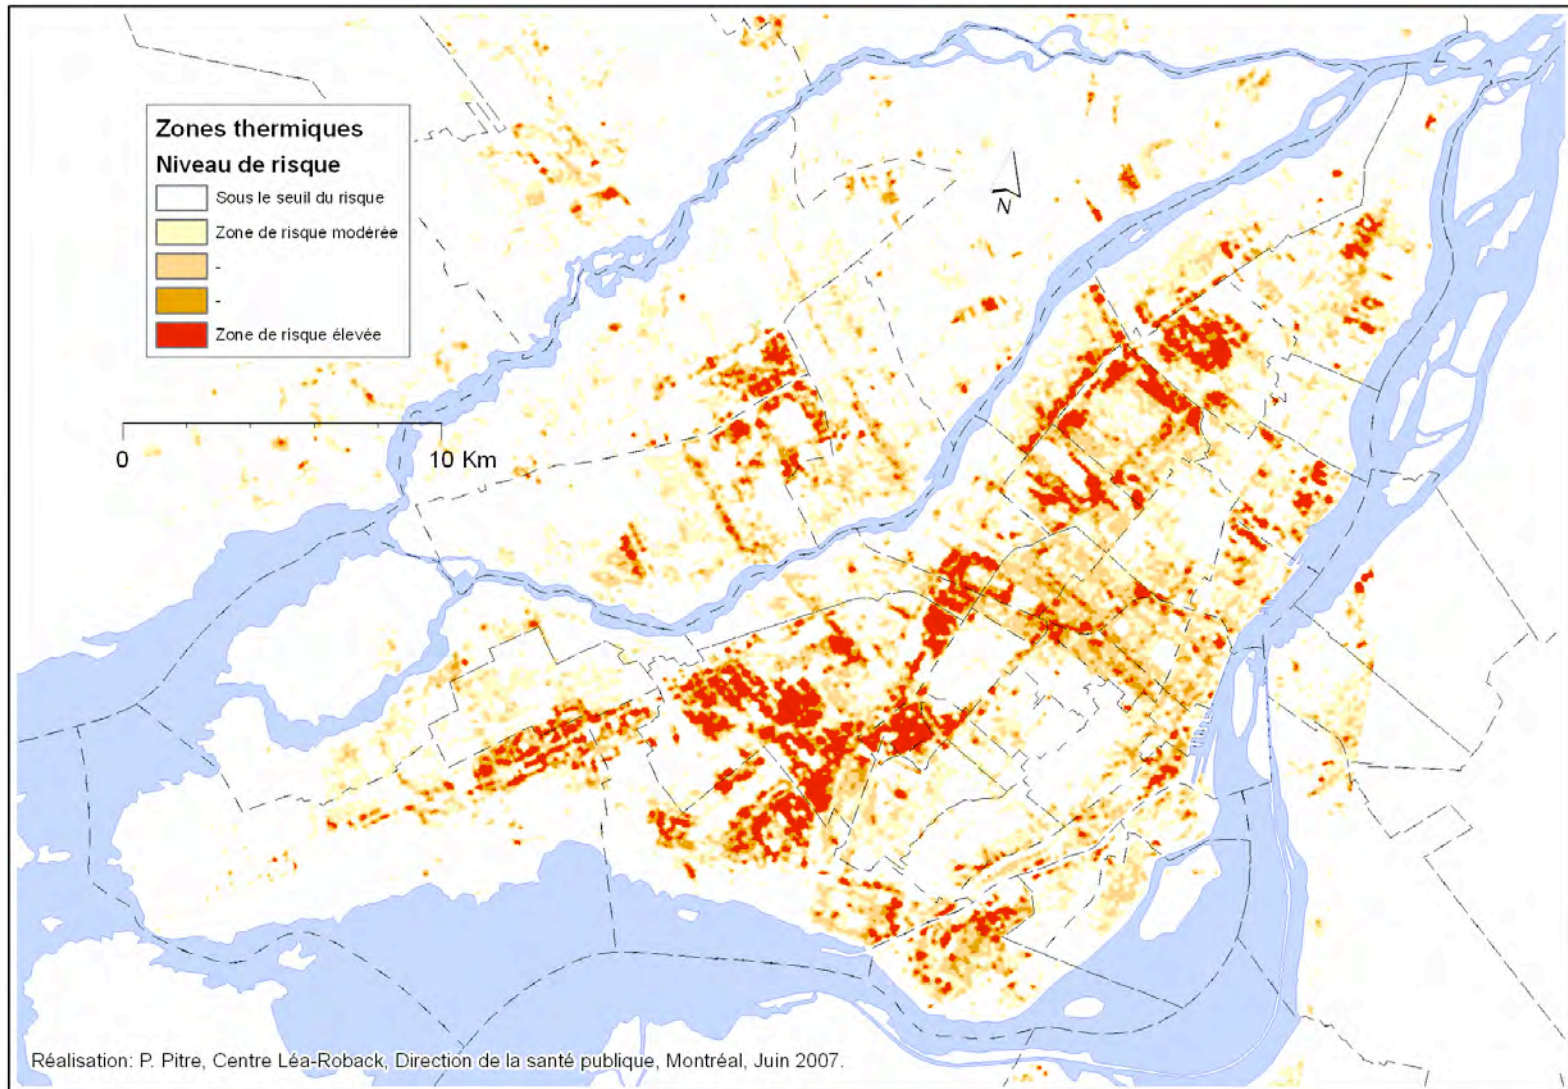 Zones thermiques
Niveau de risque
Sous le seuil du risque
Zone de risque modérée
-
-
Zone de risque élevée
N
0 10 Km
Réalisation: P. Pitre, Centre Léa-Roback, Direction de la santé publique, Montréal, Juin 2007.